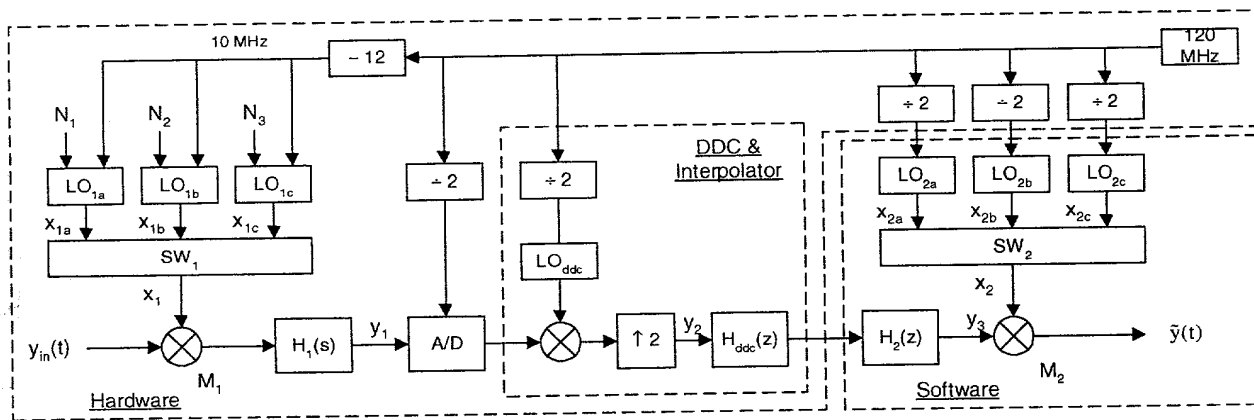 10 MHz
– 12
120
MHz
÷ 2
÷ 2
÷ 2
N1
N2
N3
DDC &
Interpolator
LO1a
LO1b
LO1c
÷ 2
÷ 2
LO2a
LO2b
LO2c
x1a
x1b
x1c
x2a
x2b
x2c
SW1
LOddc
SW2
x1
x2
yin(t)
H1(s)
y1
A/D
↑ 2
y2
Hddc(z)
H2(z)
y3
ỹ(t)
M1
M2
Hardware
Software